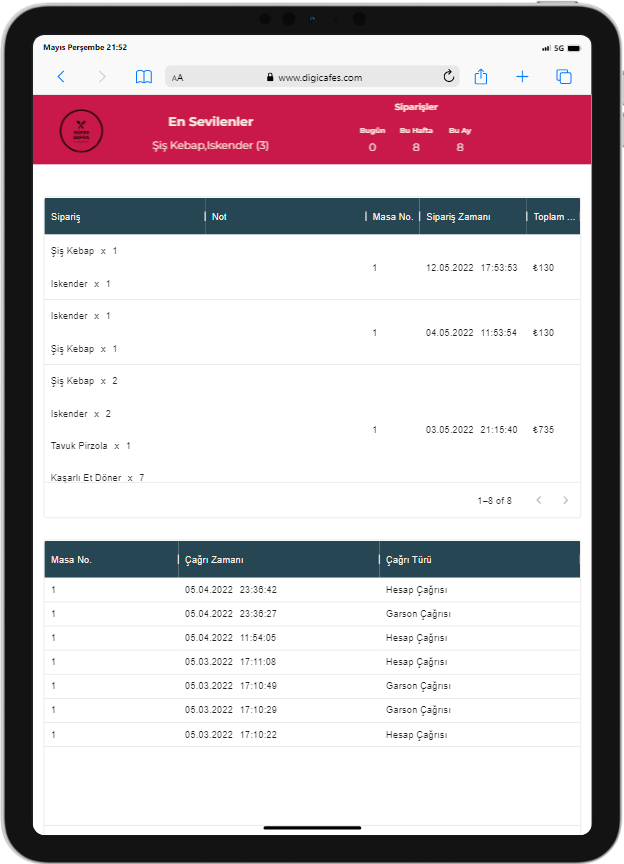 Mayıs Perşembe 21:52
5G
AA
www.digicafes.com
En Sevilenler
Şiş Kebap,Iskender (3)
Siparişler
Bugün Bu Hafta Bu Ay
0 8 8
Sipariş Not Masa No. Sipariş Zamanı Toplam ...
Şiş Kebap x 1
Iskender x 1
1 12.05.2022 17:53:53 ₺130
Iskender x 1
Şiş Kebap x 1
1 04.05.2022 11:53:54 ₺130
Şiş Kebap x 2
Iskender x 2
Tavuk Pirzola x 1
Kaşarlı Et Döner x 7
1 03.05.2022 21:15:40 ₺735
1–8 of 8
Masa No. Çağrı Zamanı Çağrı Türü
1 05.04.2022 23:36:42 Hesap Çağrısı
1 05.04.2022 23:36:27 Garson Çağrısı
1 05.04.2022 11:54:05 Hesap Çağrısı
1 05.03.2022 17:11:08 Hesap Çağrısı
1 05.03.2022 17:10:49 Garson Çağrısı
1 05.03.2022 17:10:29 Garson Çağrısı
1 05.03.2022 17:10:22 Hesap Çağrısı